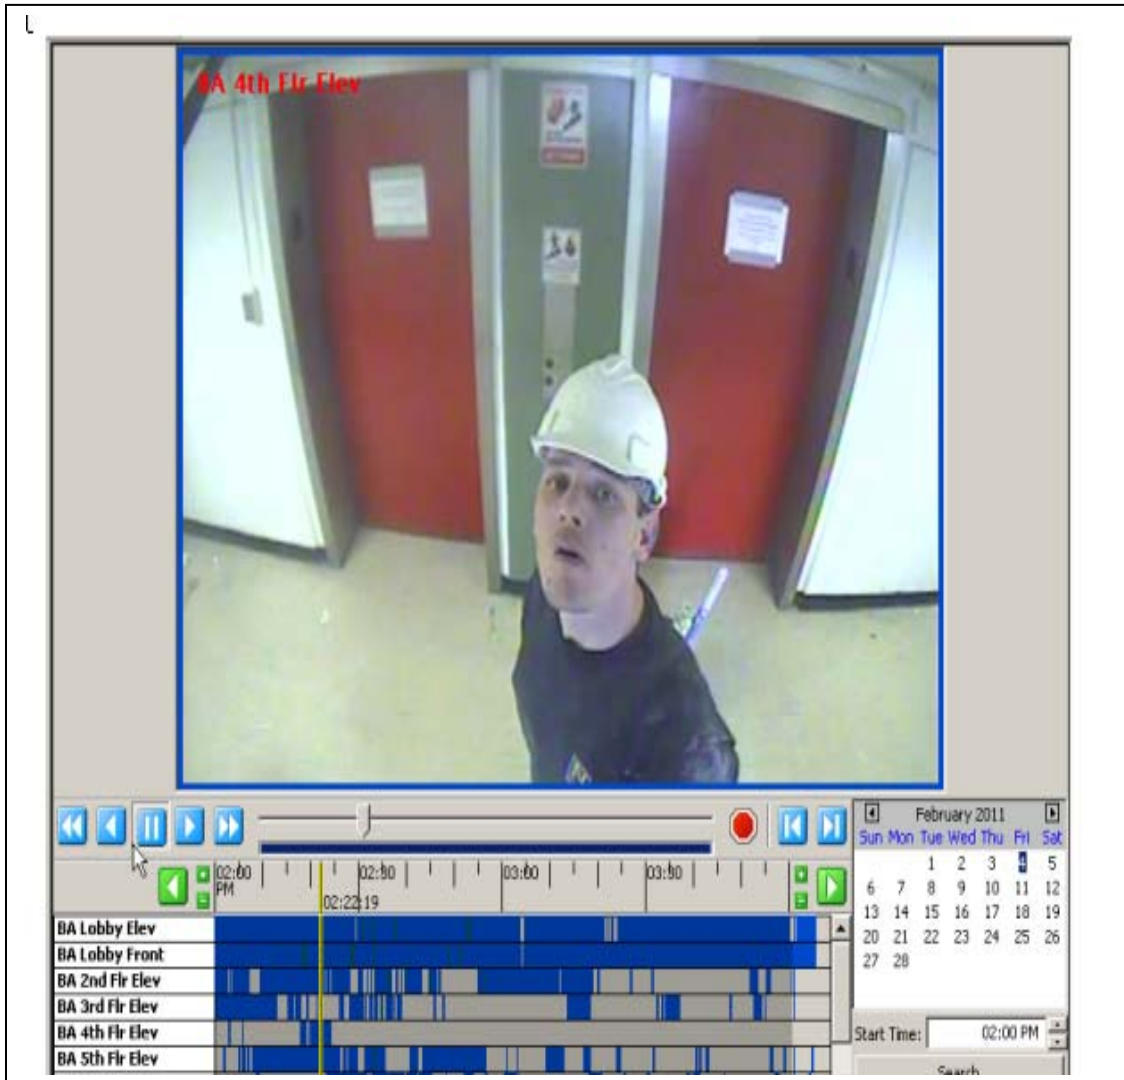 BA 4th Flr Elev
February 2011
Sun Mon Tue Wed Thu Fri Sat
1 2 3 4 5
6 7 8 9 10 11 12
13 14 15 16 17 18 19
20 21 22 23 24 25 26
27 28
02:00 PM
02:30
03:00
03:30
02:22:19
BA Lobby Elev
BA Lobby Front
BA 2nd Flr Elev
BA 3rd Flr Elev
BA 4th Flr Elev
BA 5th Flr Elev
Start Time: 02:00 PM
Search